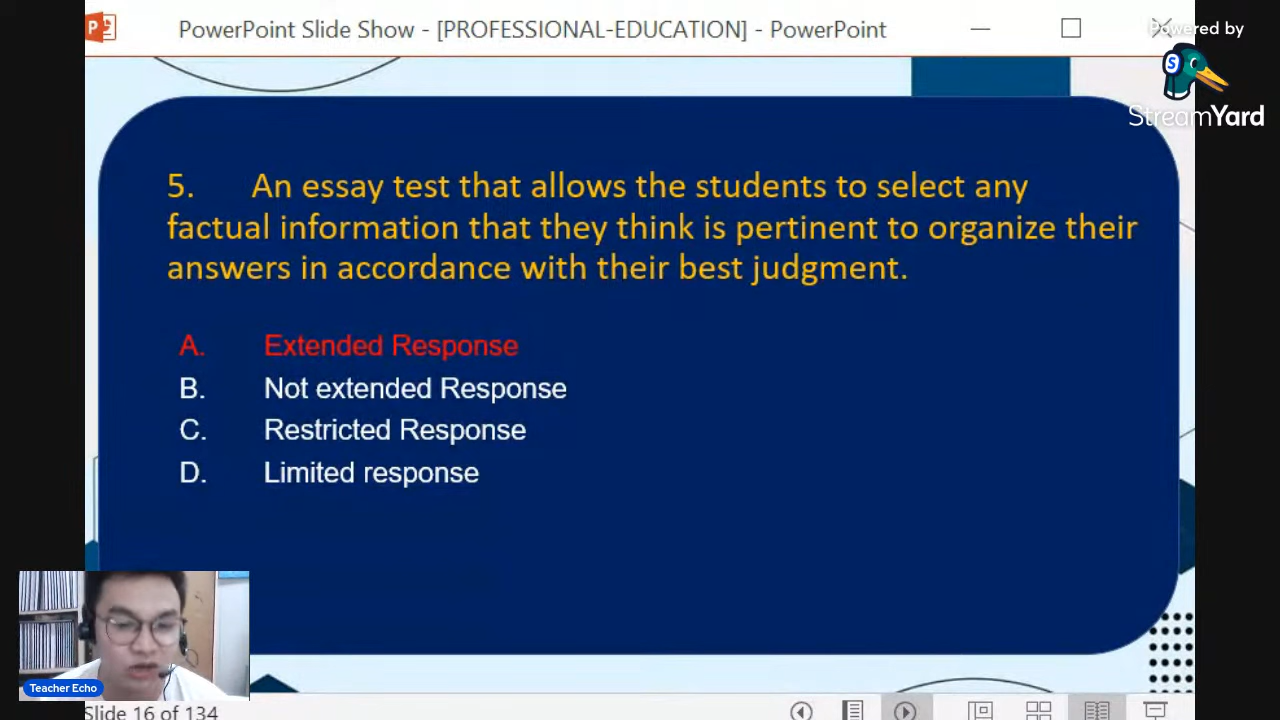 PowerPoint Slide Show - [PROFESSIONAL-EDUCATION] - PowerPoint
Powered by
StreamYard
5. An essay test that allows the students to select any
factual information that they think is pertinent to organize their
answers in accordance with their best judgment.
A. Extended Response
B. Not extended Response
C. Restricted Response
D. Limited response
Teacher Echo
Slide 16 of 134